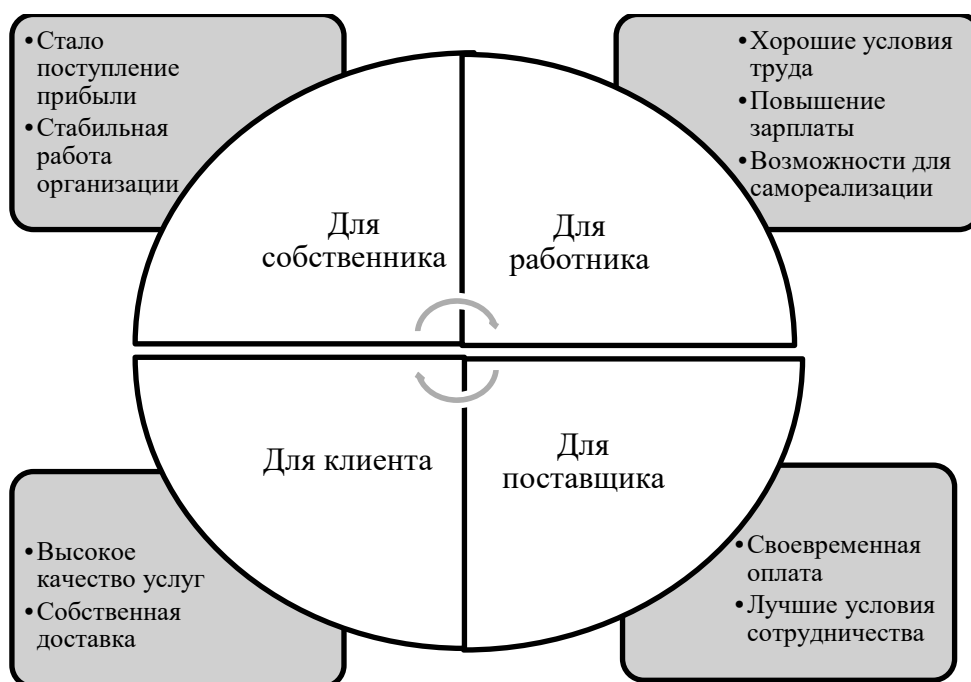 • Стало
поступление
прибыли
• Стабильная
работа
организации
• Хорошие условия
труда
• Повышение
зарплаты
• Возможности для
самореализации
Для
собственника
Для
работника
Для клиента
Для
поставщика
• Высокое
качество услуг
• Собственная
доставка
• Своевременная
оплата
• Лучшие условия
сотрудничества